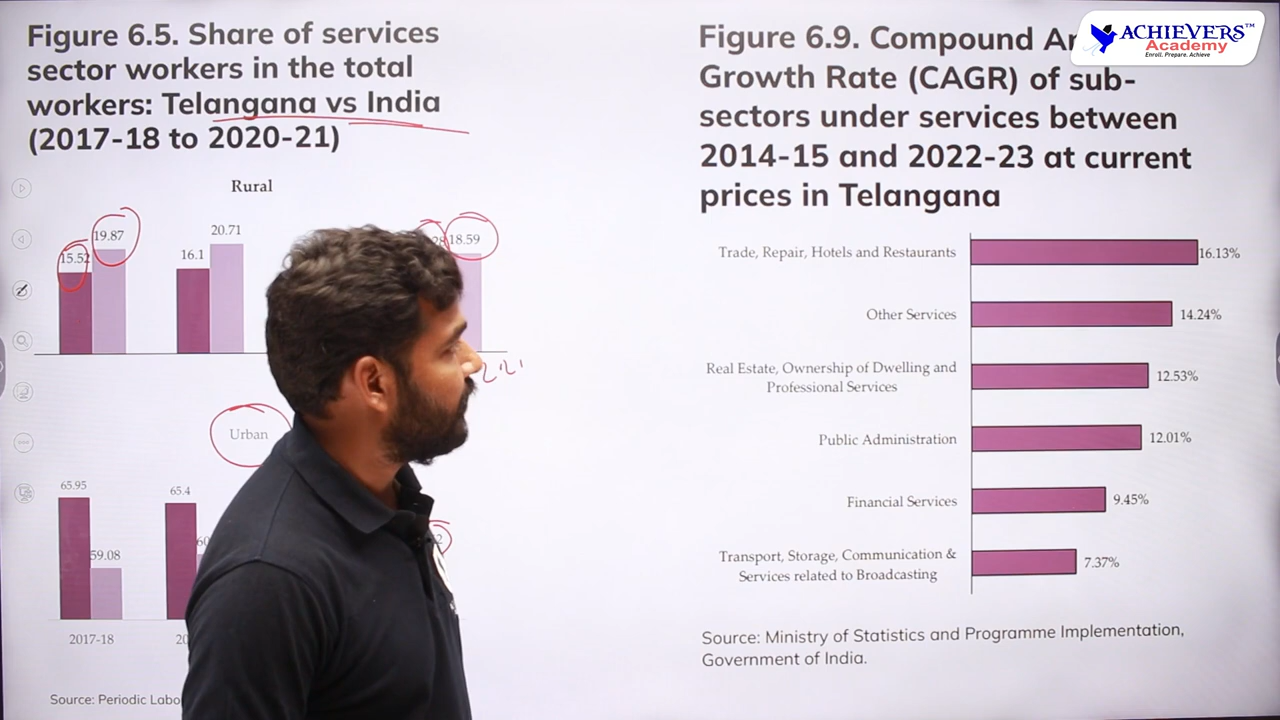 Figure 6.5. Share of services
sector workers in the total
workers: Telangana vs India
(2017-18 to 2020-21)
Rural
15.52
19.87
16.1
20.71
18.59
Urban
65.95
59.08
65.4
2017-18
Source: Periodic
Figure 6.9. Compound
Growth Rate (CAGR) of sub-
sectors under services between
2014-15 and 2022-23 at current
prices in Telangana
Trade, Repair, Hotels and Restaurants
16.13%
Other Services
14.24%
Real Estate, Ownership of Dwelling and
Professional Services
12.53%
Public Administration
12.01%
Financial Services
9.45%
Transport, Storage, Communication &
Services related to Broadcasting
7.37%
Source: Ministry of Statistics and Programme Implementation,
Government of India.
ACHIEVERS™
Academy
Enroll. Prepare. Achieve